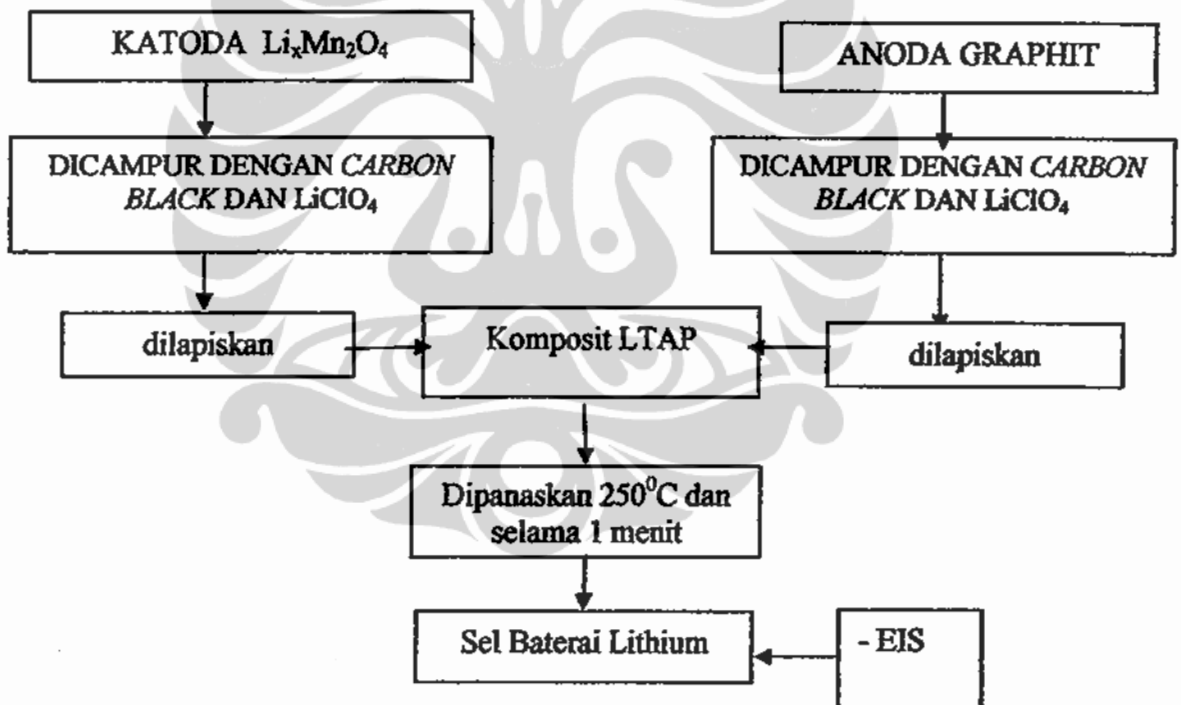 KATODA LiₓMn₂O₄
ANODA GRAPHIT
DICAMPUR DENGAN CARBON
BLACK DAN LiClO₄
DICAMPUR DENGAN CARBON
BLACK DAN LiClO₄
dilapiskan
Komposit LTAP
dilapiskan
Dipanaskan 250⁰C dan
selama 1 menit
Sel Baterai Lithium
- EIS